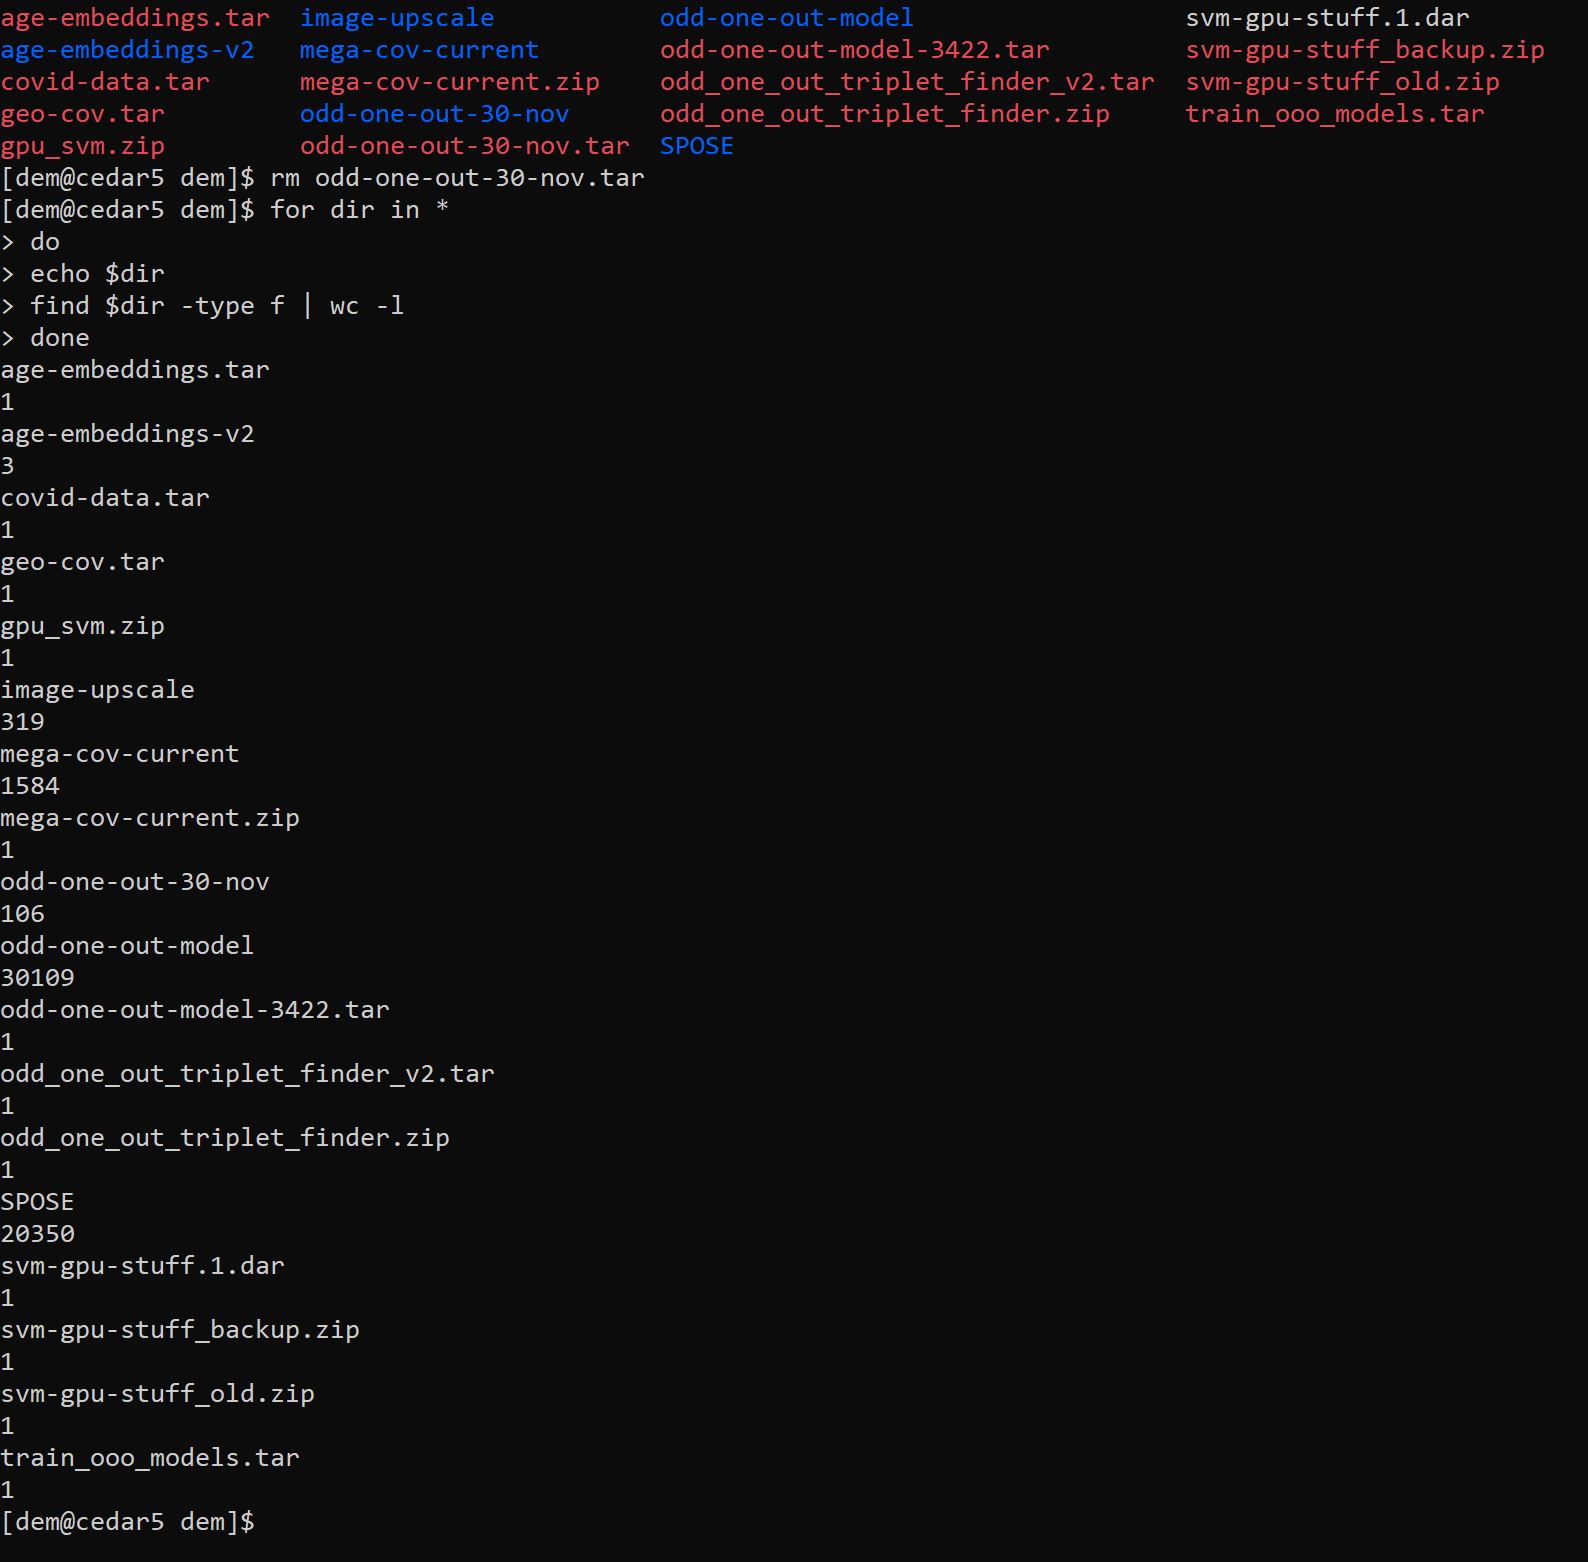 age-embeddings.tar  image-upscale           odd-one-out-model                  svm-gpu-stuff.1.dar
age-embeddings-v2   mega-cov-current        odd-one-out-model-3422.tar         svm-gpu-stuff_backup.zip
covid-data.tar      mega-cov-current.zip    odd_one_out_triplet_finder_v2.tar  svm-gpu-stuff_old.zip
geo-cov.tar         odd-one-out-30-nov      odd_one_out_triplet_finder.zip     train_ooo_models.tar
gpu_svm.zip         odd-one-out-30-nov.tar  SPOSE
[dem@cedar5 dem]$ rm odd-one-out-30-nov.tar
[dem@cedar5 dem]$ for dir in *
> do
> echo $dir
> find $dir -type f | wc -l
> done
age-embeddings.tar
1
age-embeddings-v2
3
covid-data.tar
1
geo-cov.tar
1
gpu_svm.zip
1
image-upscale
319
mega-cov-current
1584
mega-cov-current.zip
1
odd-one-out-30-nov
106
odd-one-out-model
30109
odd-one-out-model-3422.tar
1
odd_one_out_triplet_finder_v2.tar
1
odd_one_out_triplet_finder.zip
1
SPOSE
20350
svm-gpu-stuff.1.dar
1
svm-gpu-stuff_backup.zip
1
svm-gpu-stuff_old.zip
1
train_ooo_models.tar
1
[dem@cedar5 dem]$